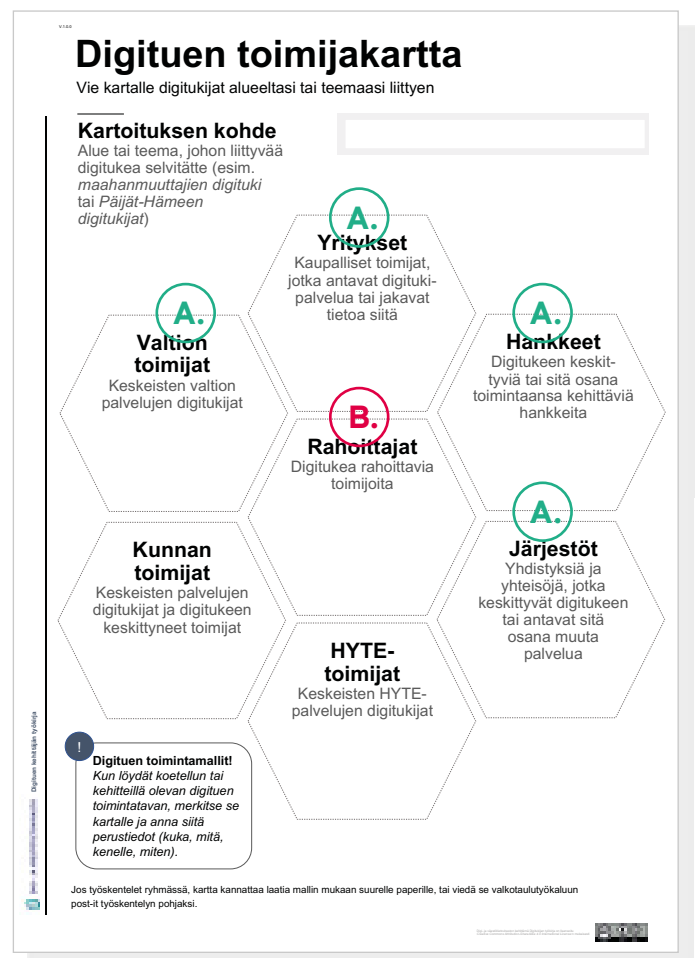 V.1.0.0
Digituen toimijakartta
Vie kartalle digitukijat alueeltasi tai teemaasi liittyen
Kartoituksen kohde
Alue tai teema, johon liittyvää
digitukea selvitätte (esim.
maahanmuuttajien digituki
tai Päijät-Hämeen
digitukijat)
A.
Yritykset
Kaupalliset toimijat,
jotka antavat digituki-
palvelua tai jakavat
tietoa siitä
A.
Valtion
toimijat
Keskeisten valtion
palvelujen digitukijat
A.
Hankkeet
Digitukeen keskit-
tyviä tai sitä osana
toimintaansa kehittäviä
hankkeita
B.
Rahoittajat
Digitukea rahoittavia
toimijoita
Kunnan
toimijat
Keskeisten palvelujen
digitukijat ja digitukeen
keskittyneet toimijat
A.
Järjestöt
Yhdistyksiä ja
yhteisöjä, jotka
keskittyvät digitukeen
tai antavat sitä
osana muuta
palvelua
HYTE-
toimijat
Keskeisten HYTE-
palvelujen digitukijat
!
Digituen toimintamallit!
Kun löydät koetellun tai
kehitteillä olevan digituen
toimintatavan, merkitse se
kartalle ja anna siitä
perustiedot (kuka, mitä,
kenelle, miten).
Digituen kehittäjän työkirja
Jos työskentelet ryhmässä, kartta kannattaa laatia mallin mukaan suurelle paperille, tai viedä se valkotaulutyökaluun
post-it työskentelyn pohjaksi.